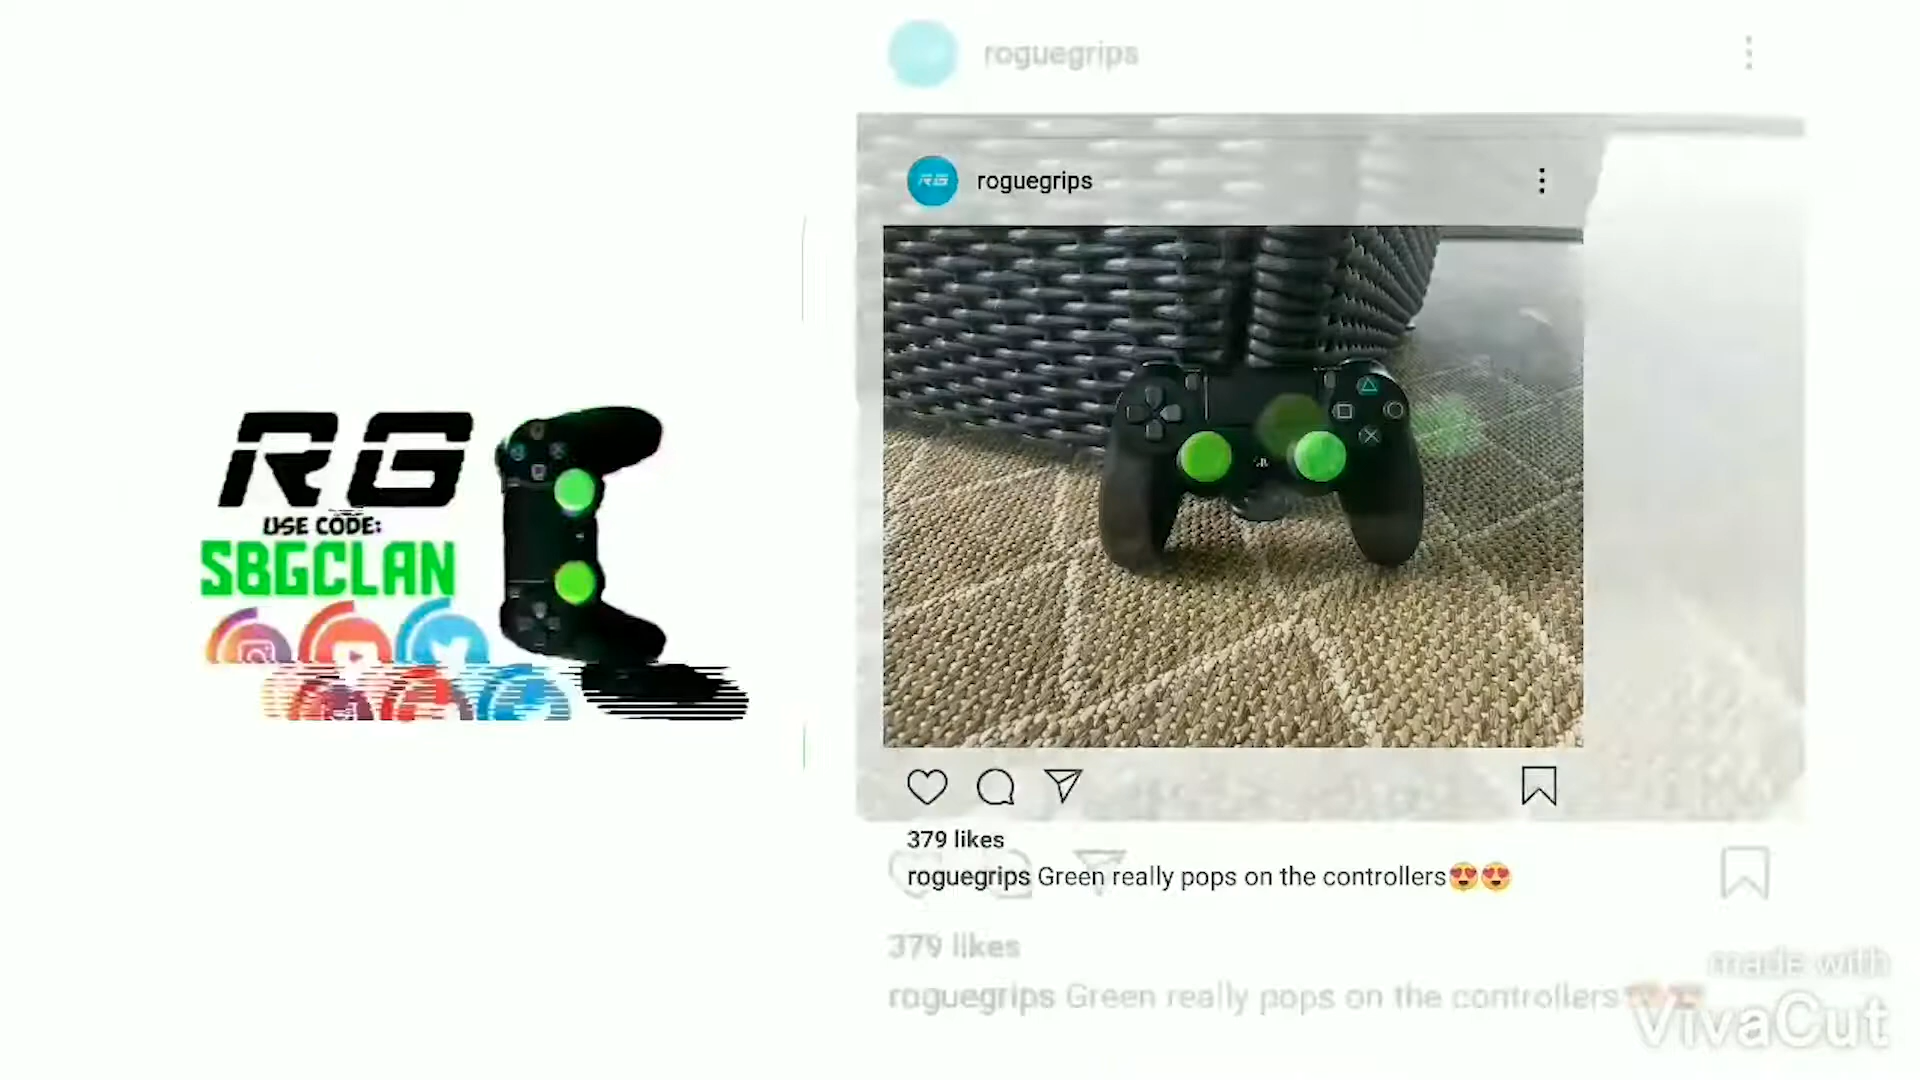 RG
USE CODE:
SBGCLAN
roguegrips
RG
roguegrips
379 likes
roguegrips Green really pops on the controllers😍😍
379 likes
roguegrips Green really pops on the controllers
made with
VivaCut